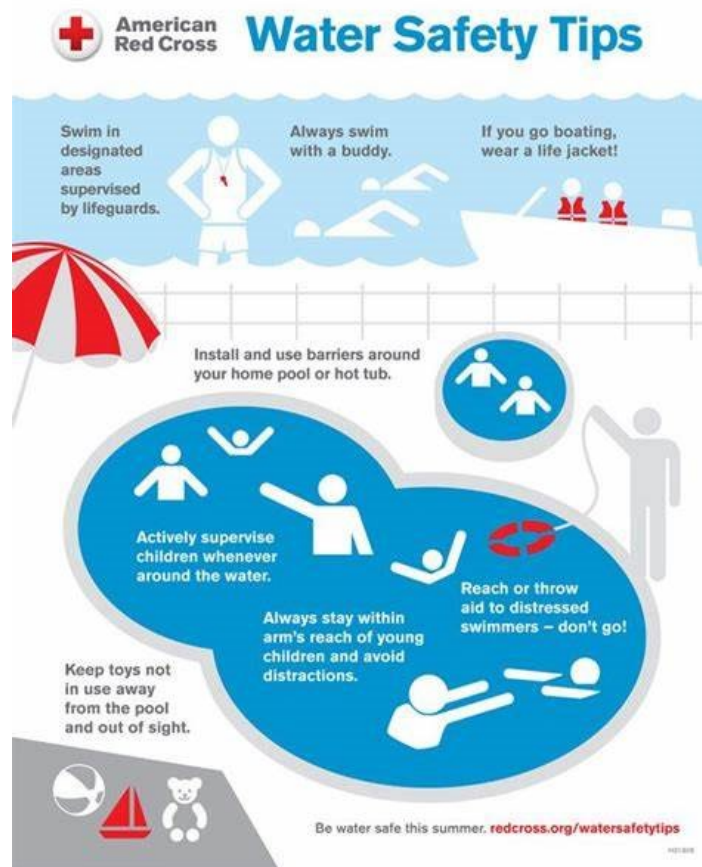 American
Red Cross
Water Safety Tips
Swim in
designated
areas
supervised
by lifeguards.
Always swim
with a buddy.
If you go boating,
wear a life jacket!
Install and use barriers around
your home pool or hot tub.
Actively supervise
children whenever
around the water.
Always stay within
arm's reach of young
children and avoid
distractions.
Reach or throw
aid to distressed
swimmers – don't go!
Keep toys not
in use away
from the pool
and out of sight.
Be water safe this summer. redcross.org/watersafetytips